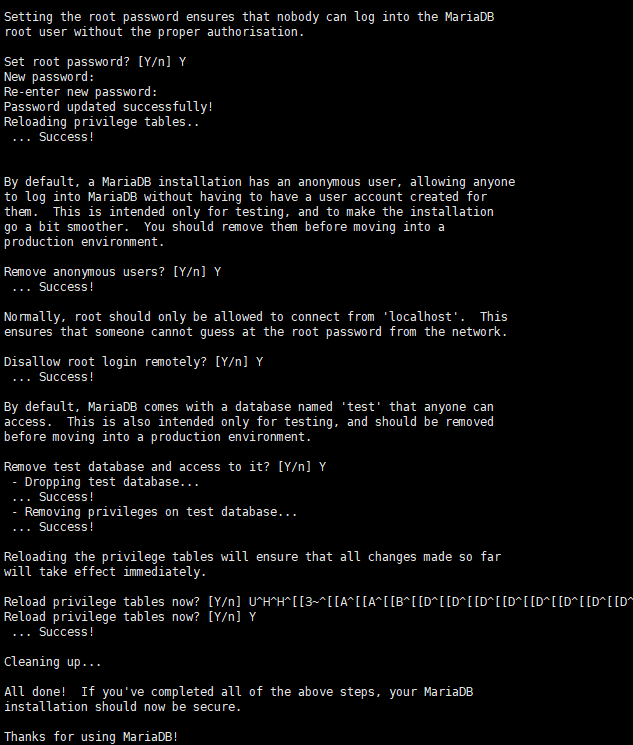 Setting the root password ensures that nobody can log into the MariaDB
root user without the proper authorisation.
Set root password? [Y/n] Y
New password:
Re-enter new password:
Password updated successfully!
Reloading privilege tables..
... Success!
By default, a MariaDB installation has an anonymous user, allowing anyone
to log into MariaDB without having to have a user account created for
them.  This is intended only for testing, and to make the installation
go a bit smoother.  You should remove them before moving into a
production environment.
Remove anonymous users? [Y/n] Y
... Success!
Normally, root should only be allowed to connect from 'localhost'.  This
ensures that someone cannot guess at the root password from the network.
Disallow root login remotely? [Y/n] Y
... Success!
By default, MariaDB comes with a database named 'test' that anyone can
access.  This is also intended only for testing, and should be removed
before moving into a production environment.
Remove test database and access to it? [Y/n] Y
- Dropping test database...
... Success!
- Removing privileges on test database...
... Success!
Reloading the privilege tables will ensure that all changes made so far
will take effect immediately.
Reload privilege tables now? [Y/n] U^H^H^[[3~^[[A^[[A^[[B^[[D^[[D^[[D^[[D^[[D^[[D^[[D^[[D^
Reload privilege tables now? [Y/n] Y
... Success!
Cleaning up...
All done!  If you've completed all of the above steps, your MariaDB
installation should now be secure.
Thanks for using MariaDB!